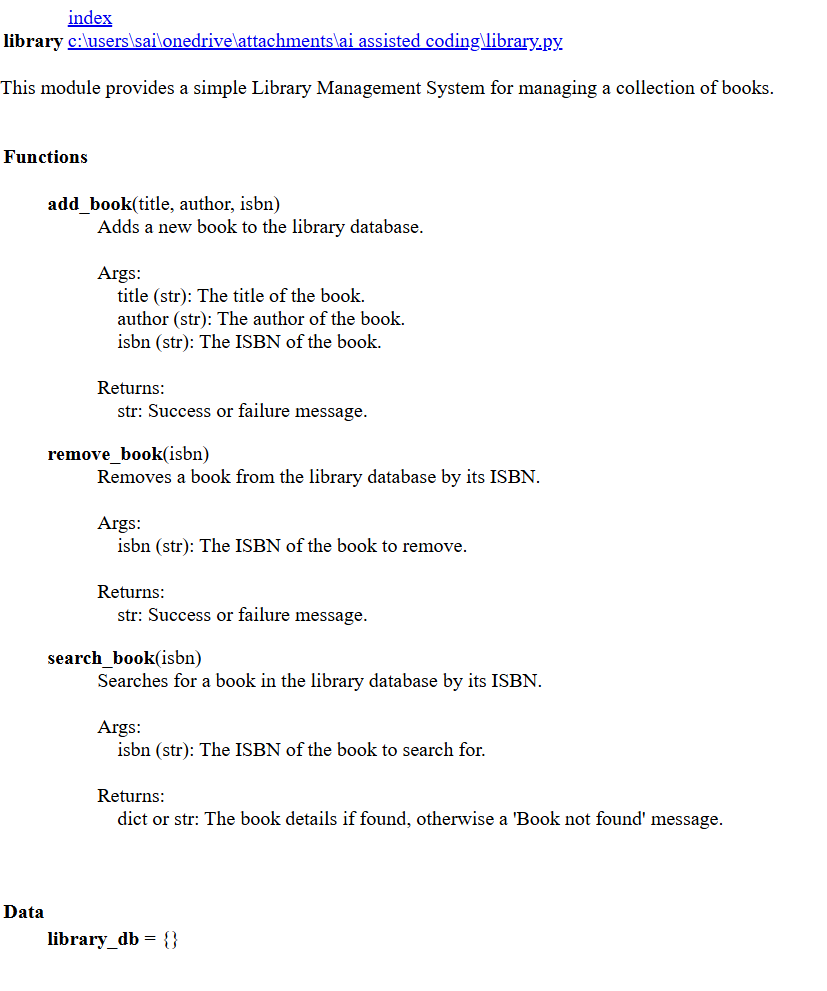 index
library c:\users\sai\onedrive\attachments\ai assisted coding\library.py
This module provides a simple Library Management System for managing a collection of books.
Functions
add_book(title, author, isbn)
Adds a new book to the library database.
Args:
title (str): The title of the book.
author (str): The author of the book.
isbn (str): The ISBN of the book.
Returns:
str: Success or failure message.
remove_book(isbn)
Removes a book from the library database by its ISBN.
Args:
isbn (str): The ISBN of the book to remove.
Returns:
str: Success or failure message.
search_book(isbn)
Searches for a book in the library database by its ISBN.
Args:
isbn (str): The ISBN of the book to search for.
Returns:
dict or str: The book details if found, otherwise a 'Book not found' message.
Data
library_db = {}